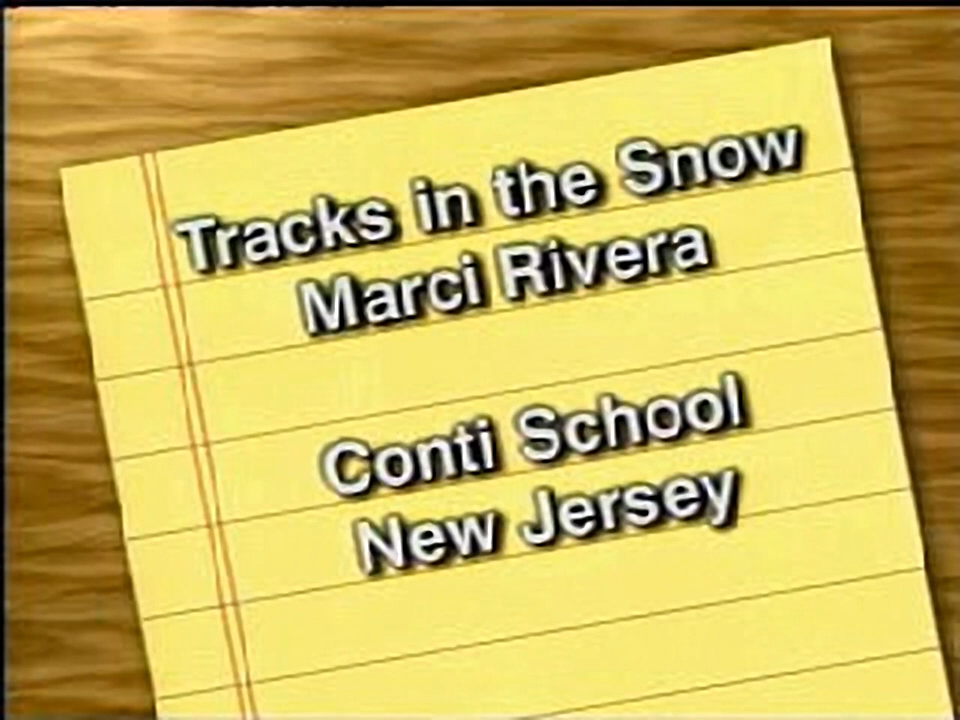 Tracks in the Snow
Marci Rivera
Conti School
New Jersey